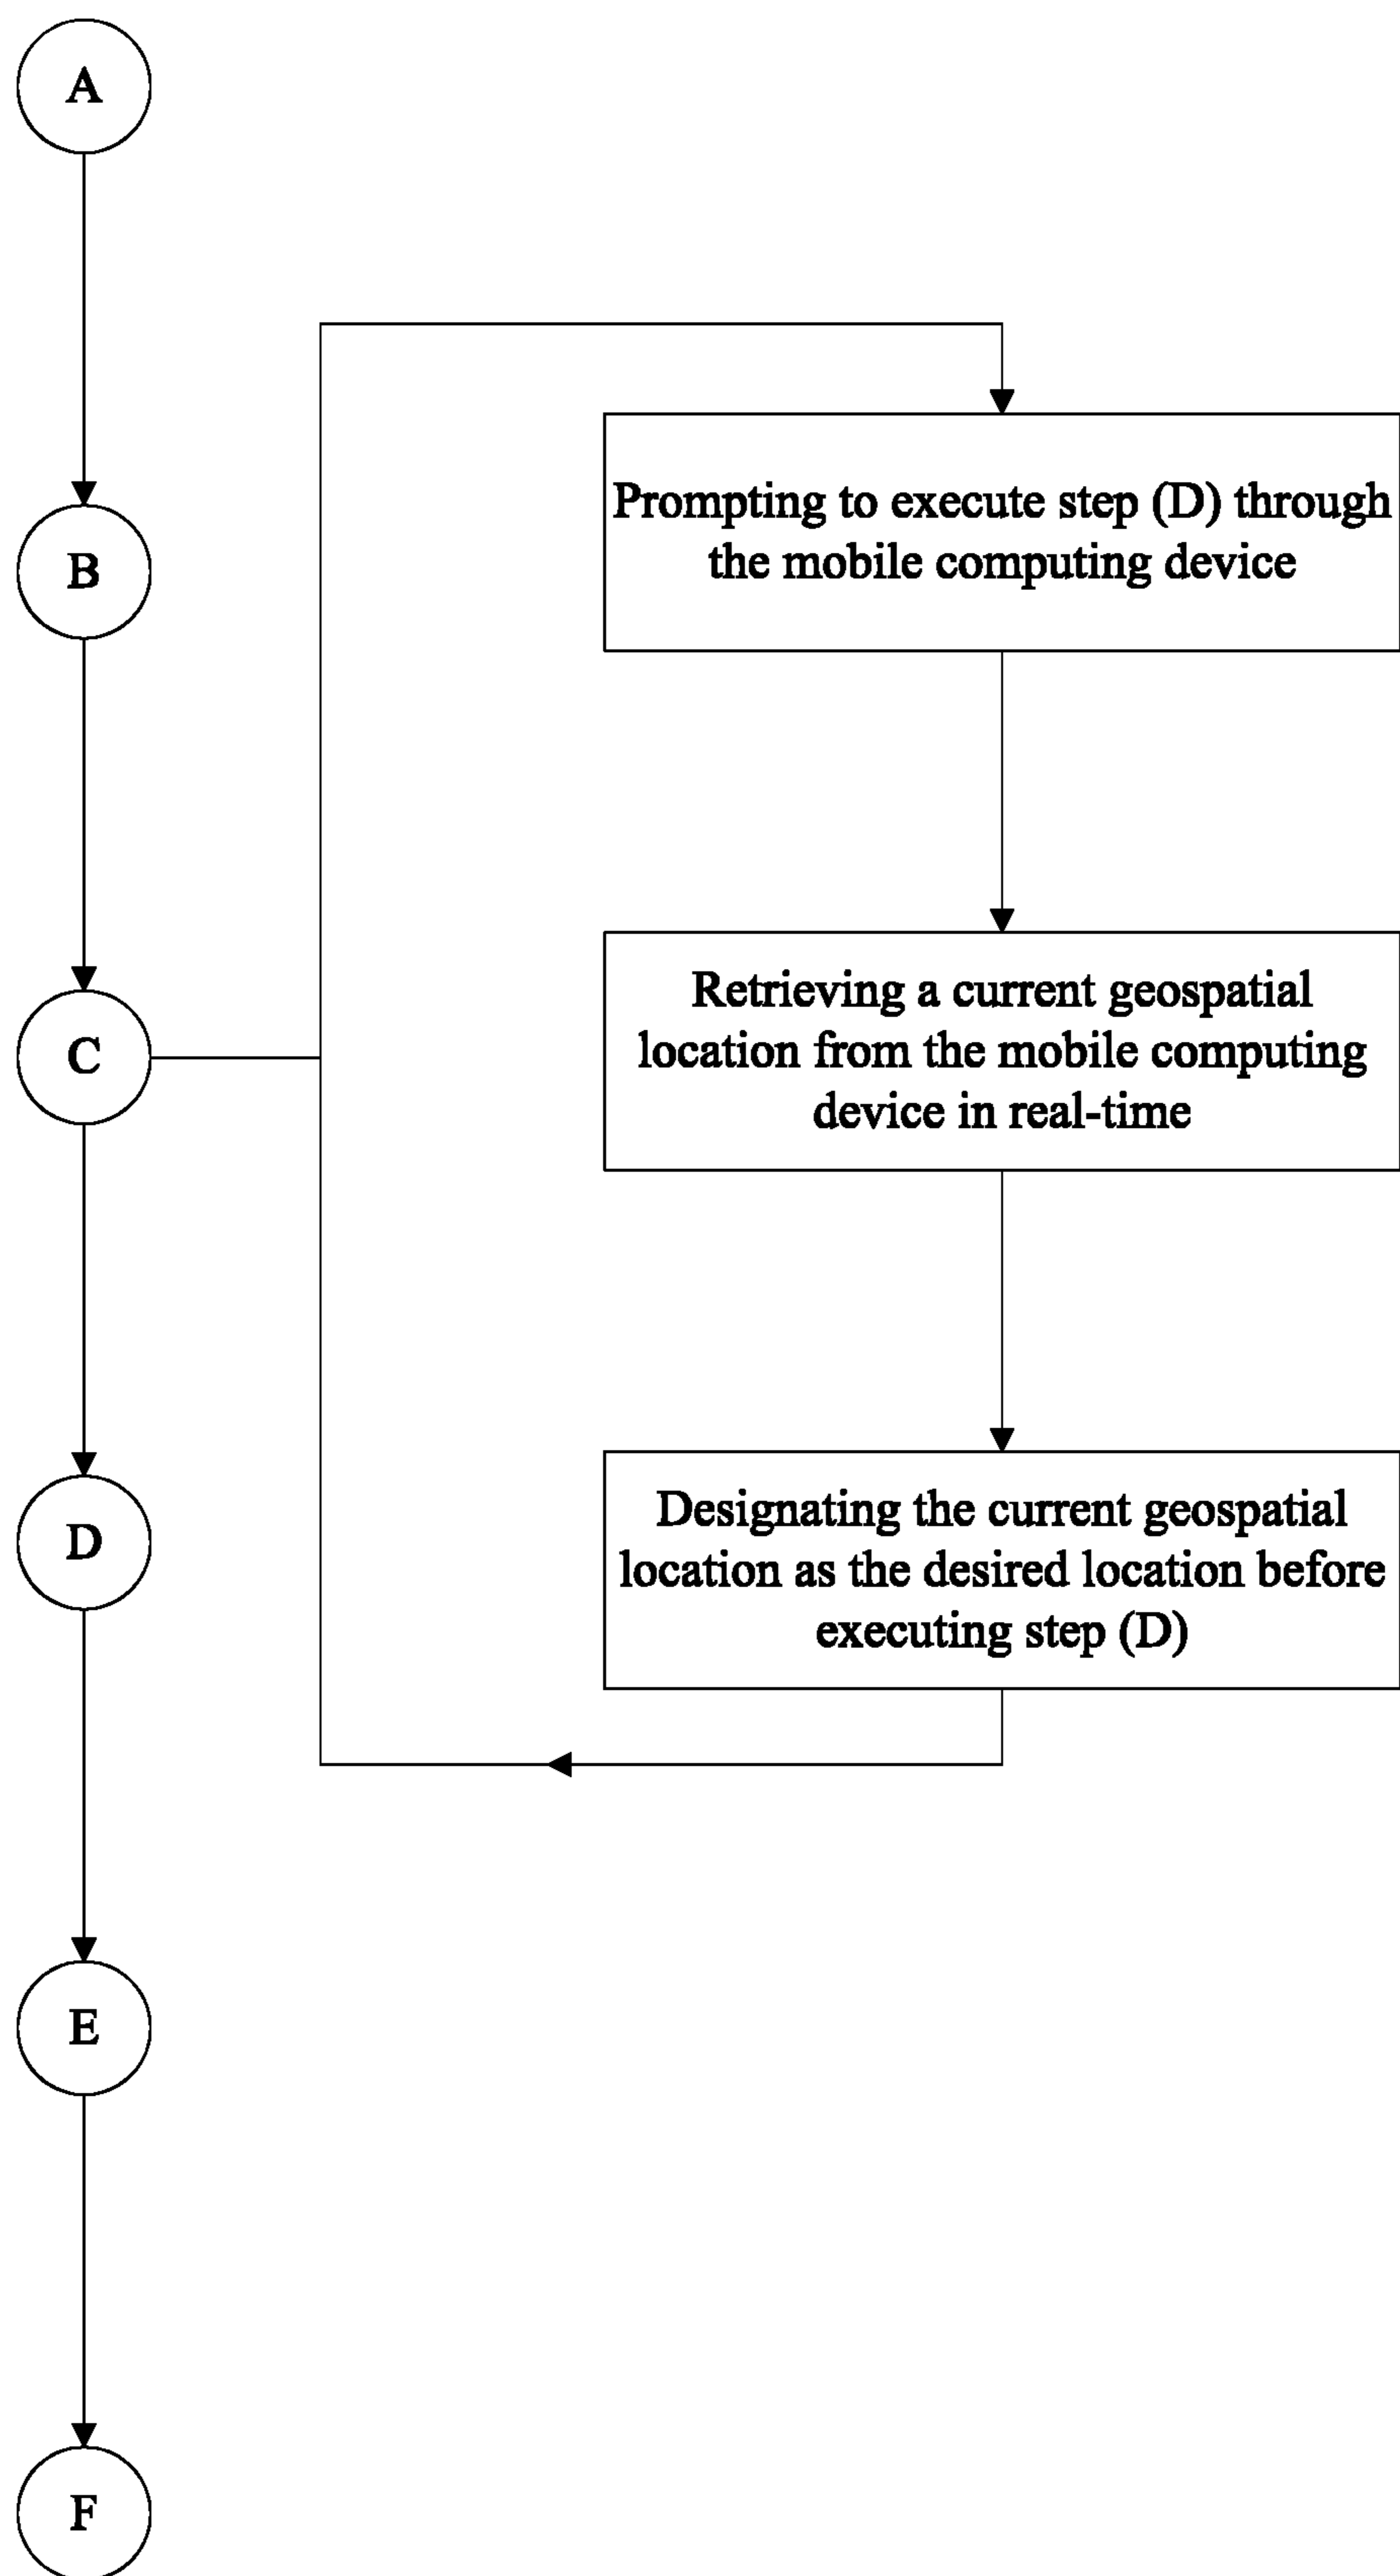 A
B
C
D
E
F
Prompting to execute step (D) through
the mobile computing device
Retrieving a current geospatial
location from the mobile computing
device in real-time
Designating the current geospatial
location as the desired location before
executing step (D)